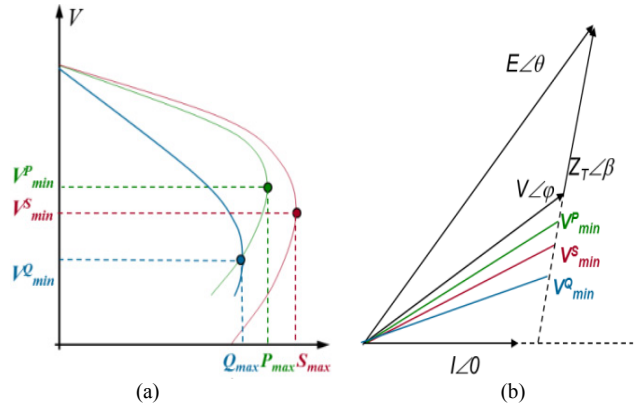 V
V^P_min
V^S_min
V^Q_min
Q_max P_max S_max
(a)
E∠θ
Z_T∠β
V∠φ
V^P_min
V^S_min
V^Q_min
I∠0
(b)